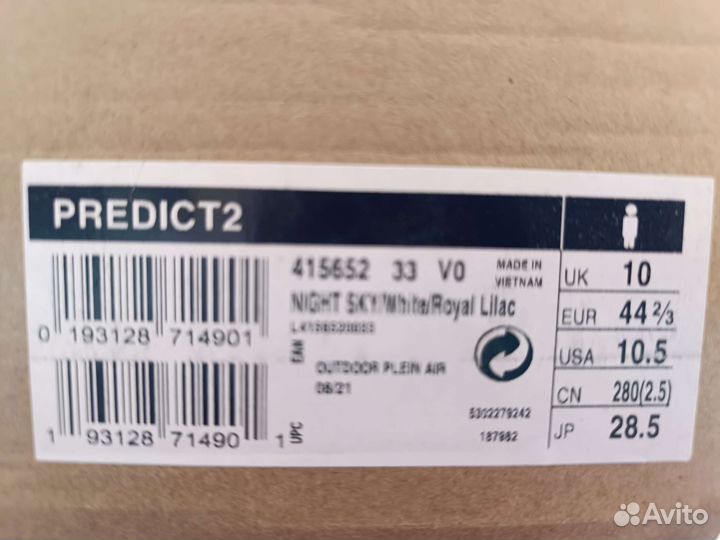 PREDICT2
415652 33 V0
MADE IN
VIETNAM
NIGHT SKY/White/Royal Lilac
0 193128 714901
EAN
OUTDOOR PLEIN AIR
08/21
5302279242
187982
1 93128 71490 1
UPC
UK 10
EUR 44 2/3
USA 10.5
CN 280(2.5)
JP 28.5
Avito